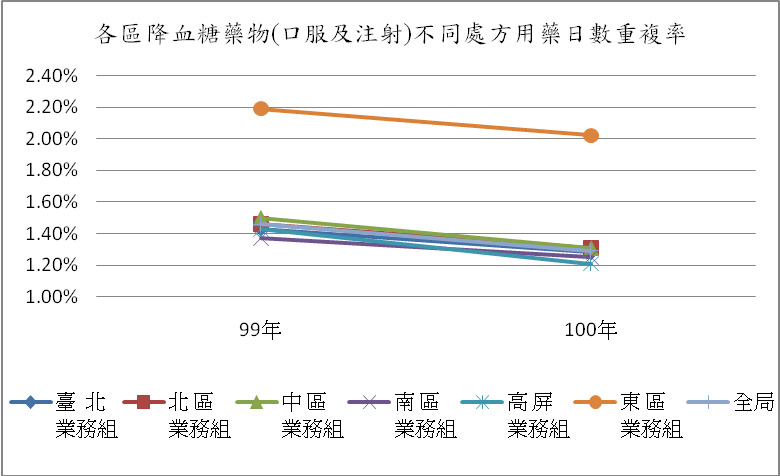 各區降血糖藥物(口服及注射)不同處方用藥日數重複率
2.40%
2.20%
2.00%
1.80%
1.60%
1.40%
1.20%
1.00%
99年
100年
臺 北
業務組
北區
業務組
中區
業務組
南區
業務組
高屏
業務組
東區
業務組
全局